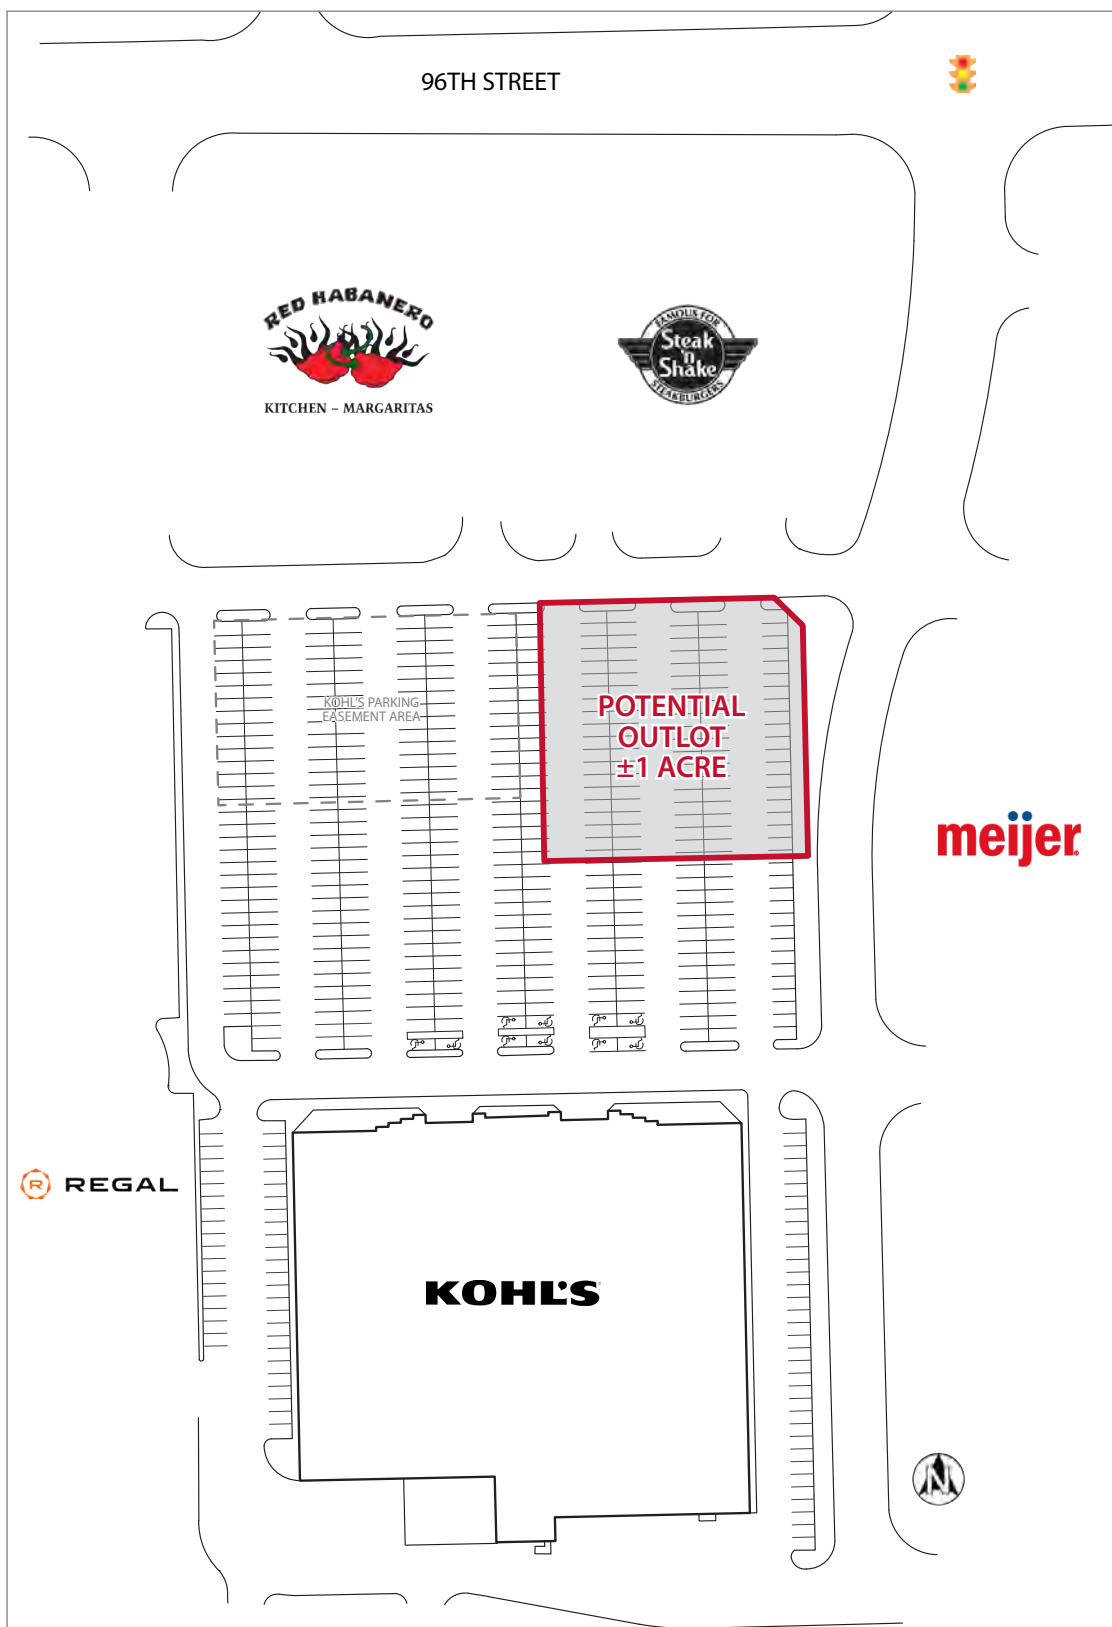 96TH STREET
RED HABANERO
KITCHEN – MARGARITAS
FAMOUS FOR
Steak
'n
Shake
STEAKBURGERS
KOHL'S PARKING
EASEMENT AREA
POTENTIAL
OUTLOT
±1 ACRE
meijer
R REGAL
KOHL'S
N